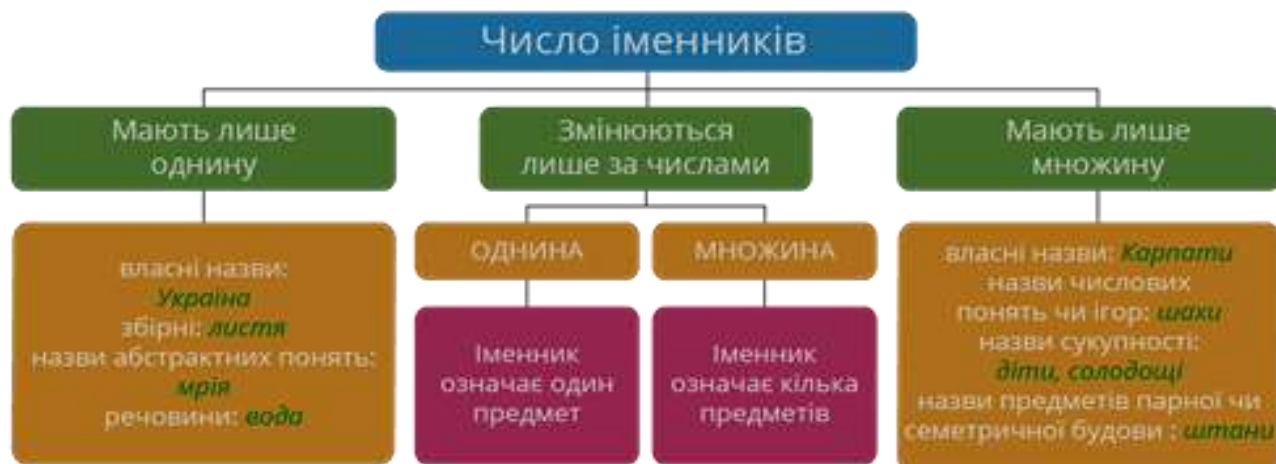 Число іменників
Мають лише
однину
Змінюються
лише за числами
Мають лише
множину
власні назви:
Україна
збірні: листя
назви абстрактних понять:
мрія
речовини: вода
ОДНИНА
МНОЖИНА
Іменник
означає один
предмет
Іменник
означає кілька
предметів
власні назви: Карпати
назви числових
понять чи ігор: шахи
назви сукупності:
діти, солодощі
назви предметів парної чи
семетричної будови : штани